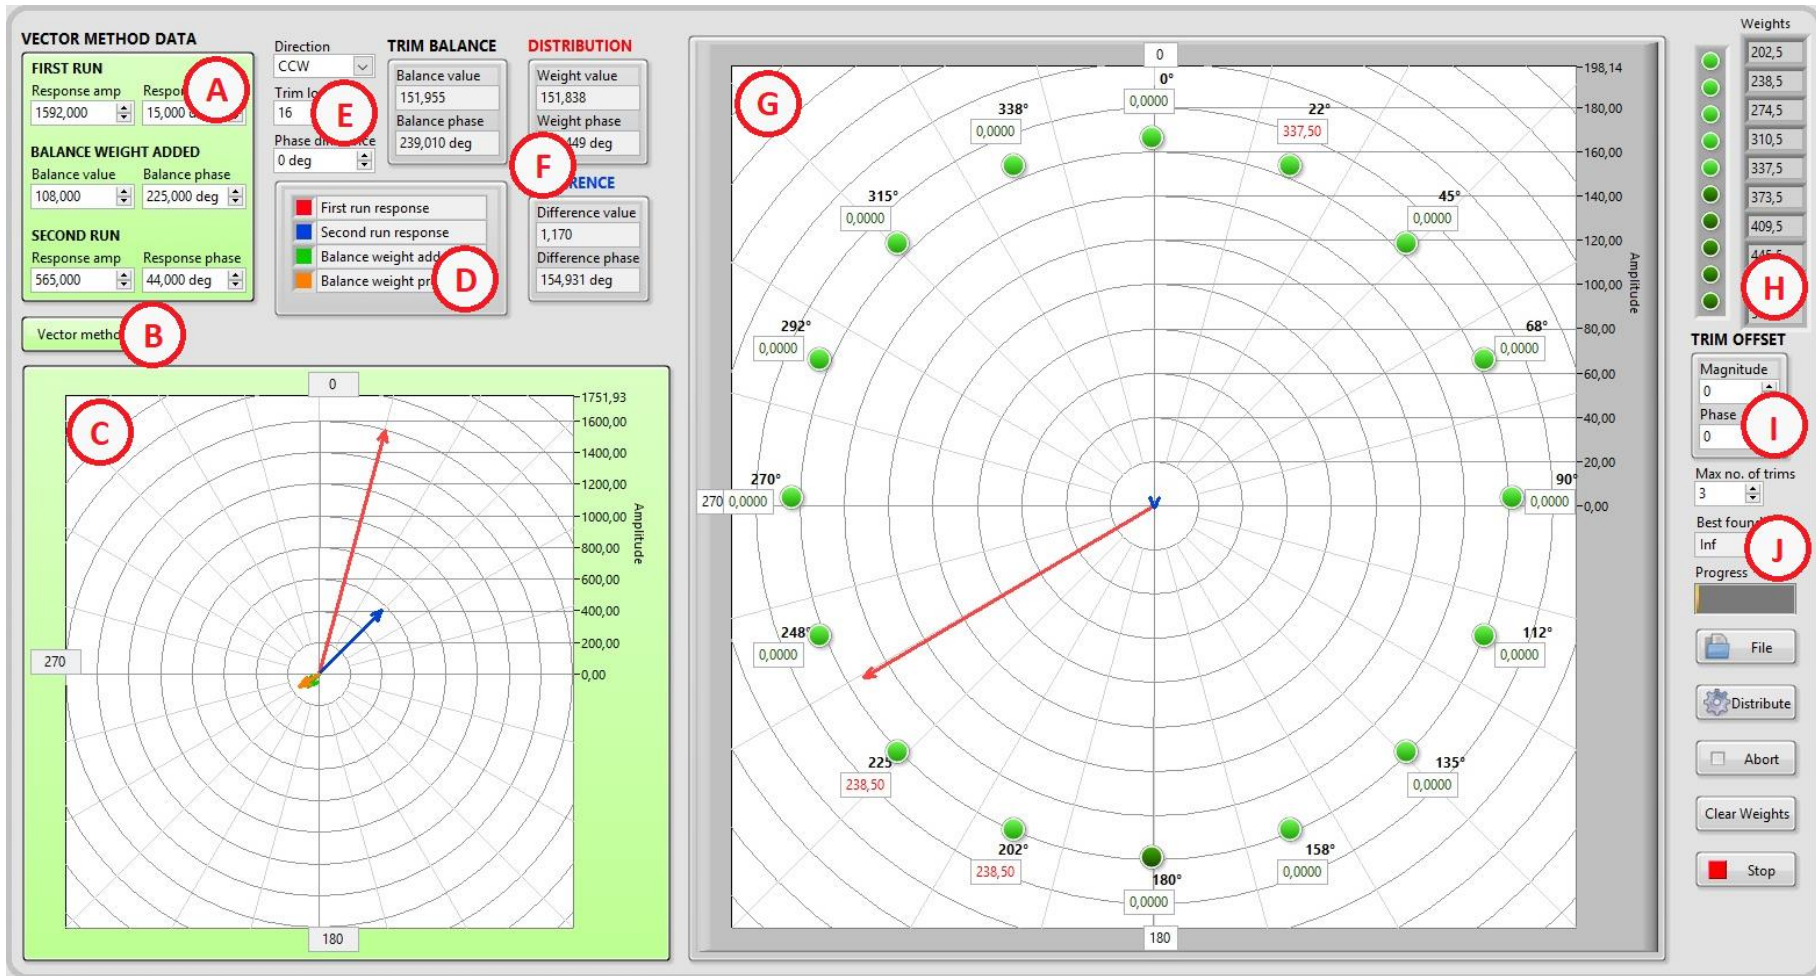 VECTOR METHOD DATA
FIRST RUN
Response amp
1592,000
15,000
A
BALANCE WEIGHT ADDED
Balance value Balance phase
108,000 225,000 deg
SECOND RUN
Response amp Response phase
565,000 44,000 deg
Vector
B
Direction
CCW
Trim
16
E
Phase
0 deg
TRIM BALANCE
Balance value
151,955
Balance phase
239,010 deg
DISTRIBUTION
Weight value
151,838
Weight phase
deg
F
Difference value
1,170
Difference phase
154,931 deg
First run response
Second run response
Balance weight
Balance weight
D
C
0
1751,93
1600,00
1400,00
1200,00
1000,00
800,00
600,00
400,00
200,00
0,00
Amplitude
270
180
G
0
0°
0,0000
338°
0,0000
22°
337,50
315°
0,0000
45°
0,0000
292°
0,0000
68°
0,0000
270°
270 0,0000
90°
0,0000
248°
0,0000
112°
0,0000
225
238,50
135°
0,0000
202°
238,50
158°
0,0000
180°
0,0000
180
198,14
180,00
160,00
140,00
120,00
100,00
80,00
60,00
40,00
20,00
0,00
Amplitude
Weights
202,5
238,5
274,5
310,5
337,5
373,5
409,5
H
TRIM OFFSET
Magnitude
0
Phase
0
I
Max no. of trims
3
Best
Inf
J
Progress
File
Distribute
Abort
Clear Weights
Stop